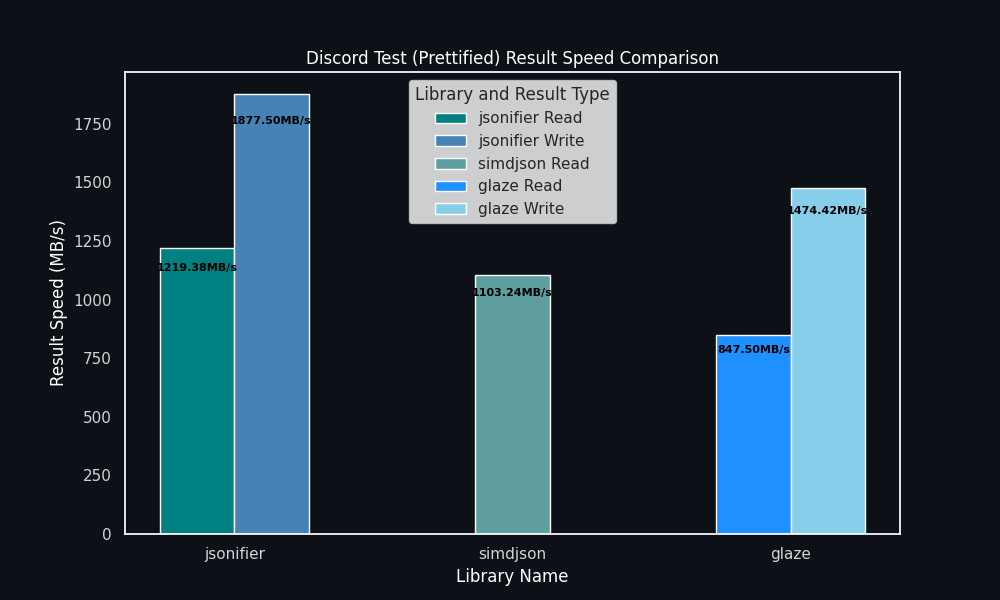 Discord Test (Prettified) Result Speed Comparison
Library and Result Type
jsonifier Read
jsonifier Write
simdjson Read
glaze Read
glaze Write
Result Speed (MB/s)
1750
1500
1250
1000
750
500
250
0
1219.38MB/s
1877.50MB/s
1103.24MB/s
847.50MB/s
1474.42MB/s
jsonifier
simdjson
glaze
Library Name